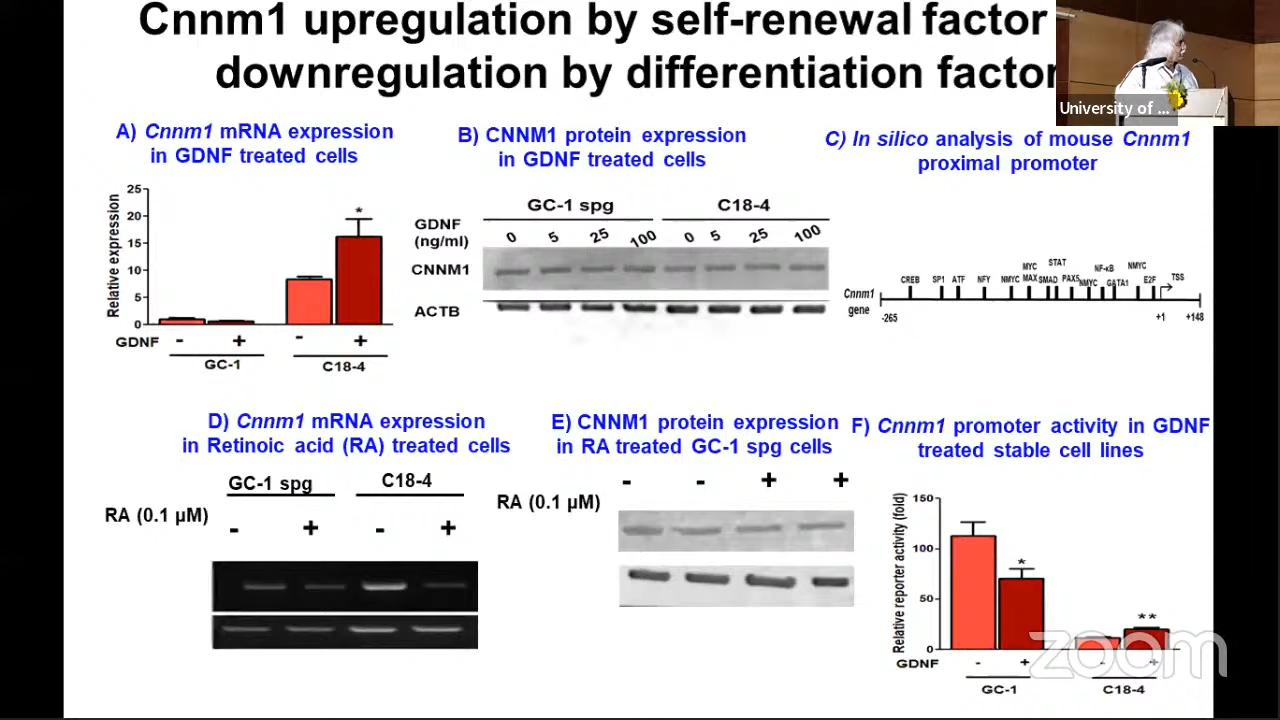 Cnnm1 upregulation by self-renewal factor
downregulation by differentiation factor
University of ...
A) Cnnm1 mRNA expression
in GDNF treated cells
Relative expression
25
20
15
10
5
0
*
GDNF - + - +
GC-1 C18-4
B) CNNM1 protein expression
in GDNF treated cells
GC-1 spg C18-4
GDNF
(ng/ml)
0 5 25 100 0 5 25 100
CNNM1
ACTB
C) In silico analysis of mouse Cnnm1
proximal promoter
CREB SP1 ATF NFY NMYC MYC MAX SMAD STAT PAX5 NMYC NF-κB GATA1 NMYC E2F TSS
Cnnm1
gene
-265 +1 +148
D) Cnnm1 mRNA expression
in Retinoic acid (RA) treated cells
GC-1 spg C18-4
RA (0.1 µM)
- + - +
E) CNNM1 protein expression
in RA treated GC-1 spg cells
- - + +
RA (0.1 µM)
F) Cnnm1 promoter activity in GDNF
treated stable cell lines
Relative reporter activity (fold)
150
100
50
0
*
**
GDNF - + - +
GC-1 C18-4
zoom